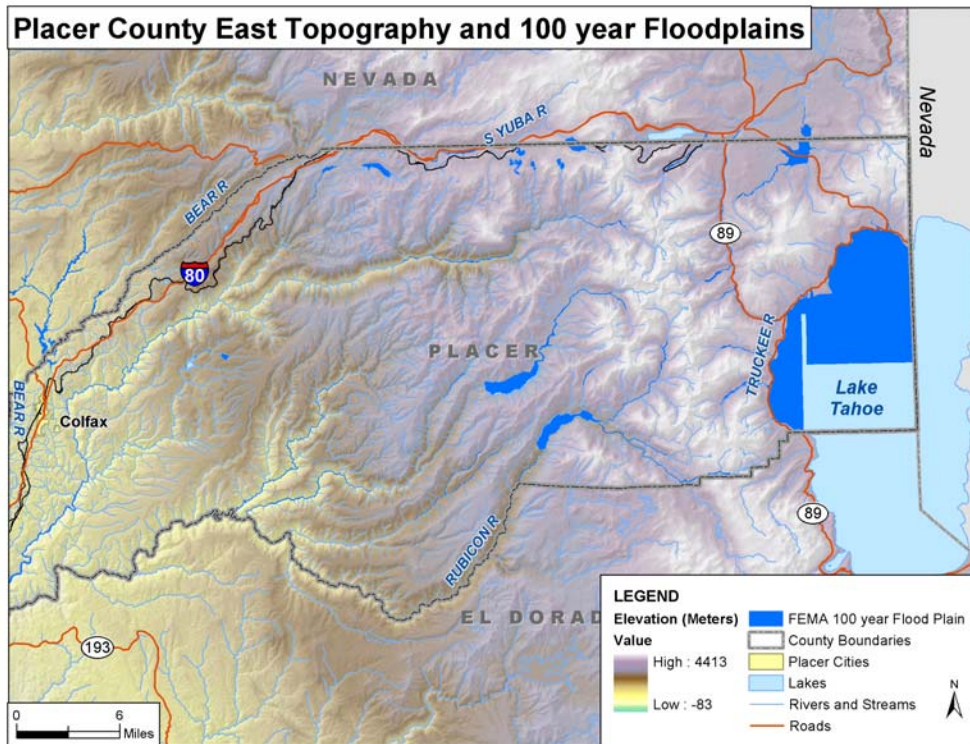 Placer County East Topography and 100 year Floodplains
NEVADA
Nevada
S YUBA R
BEAR R
89
80
PLACER
TRUCKEE R
Lake
Tahoe
BEAR R
Colfax
89
RUBICON R
EL DORAD
193
LEGEND
Elevation (Meters)
Value
High : 4413
Low : -83
FEMA 100 year Flood Plain
County Boundaries
Placer Cities
Lakes
Rivers and Streams
Roads
N
0 6
Miles